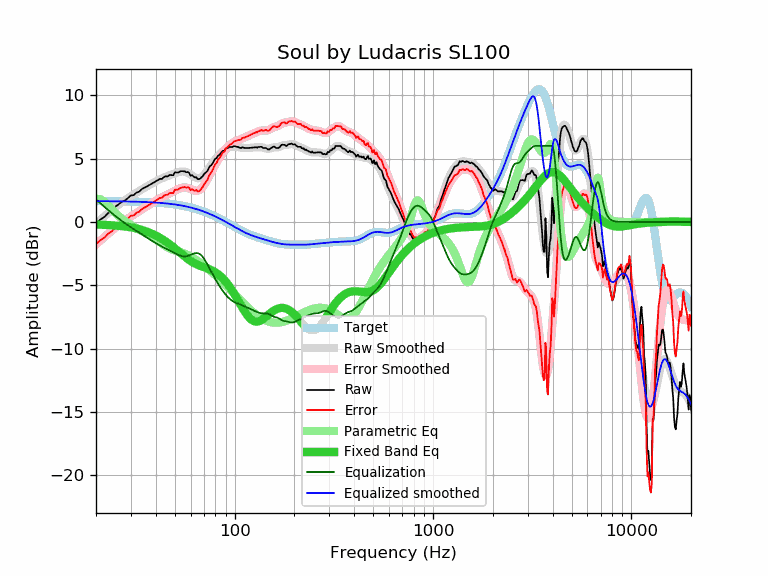 Soul by Ludacris SL100
Amplitude (dBr)
10
5
0
−5
−10
−15
−20
Target
Raw Smoothed
Error Smoothed
Raw
Error
Parametric Eq
Fixed Band Eq
Equalization
Equalized smoothed
100 1000 10000
Frequency (Hz)